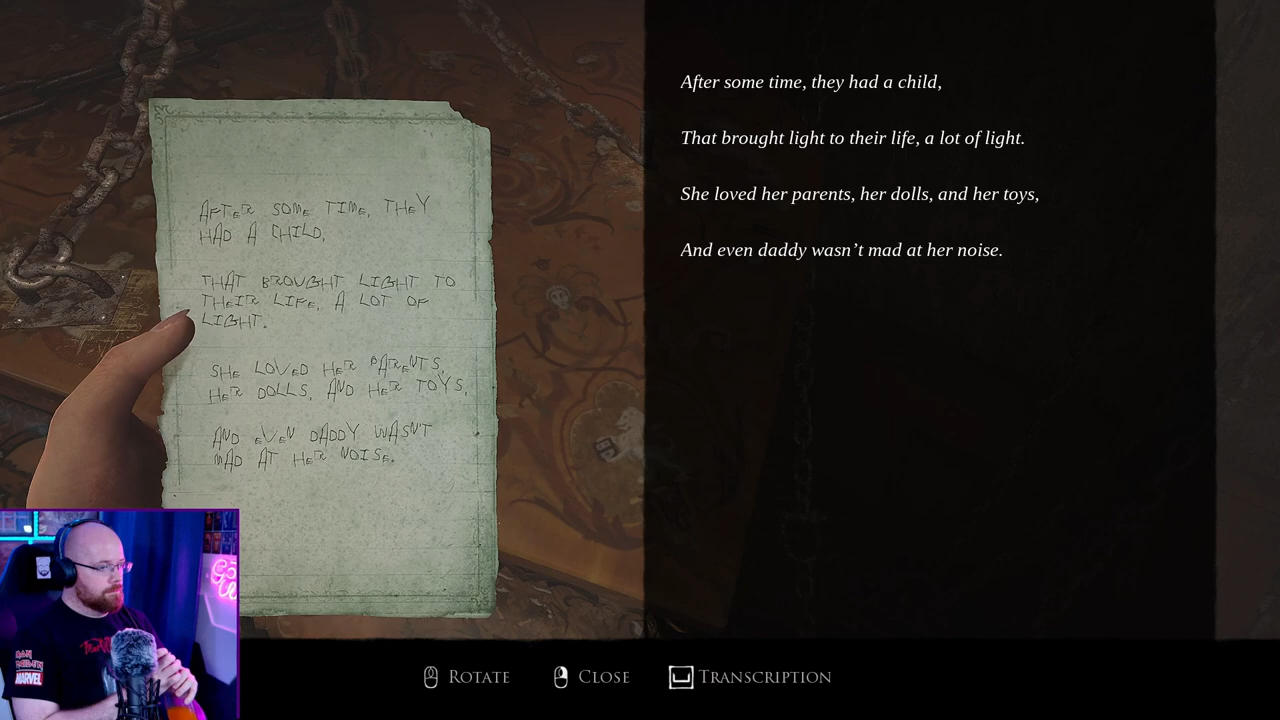 AFTER SOME TIME, THEY
HAD A CHILD,
THAT BROUGHT LIGHT TO
THEIR LIFE, A LOT OF
LIGHT.
SHE LOVED HER PARENTS,
HER DOLLS, AND HER TOYS,
AND EVEN DADDY WASN'T
MAD AT HER NOISE.
After some time, they had a child,
That brought light to their life, a lot of light.
She loved her parents, her dolls, and her toys,
And even daddy wasn’t mad at her noise.
MARVEL
ROTATE
CLOSE
TRANSCRIPTION